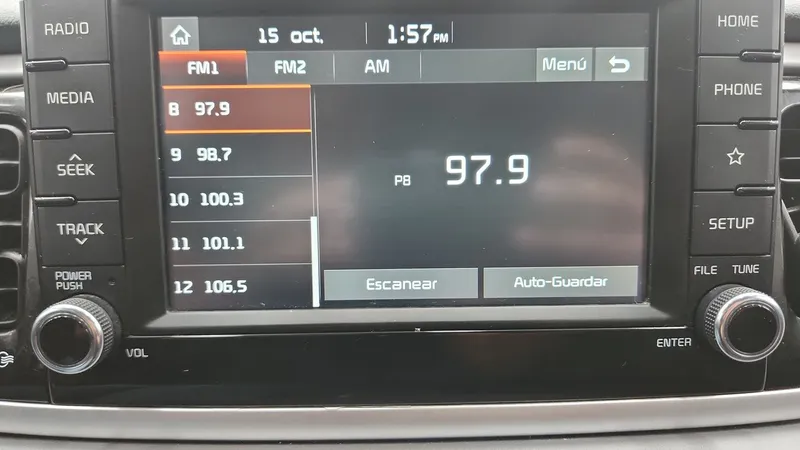 RADIO
MEDIA
SEEK
TRACK
POWER
PUSH
VOL
15 oct. 1:57PM
FM1 FM2 AM Menú
8 97.9
9 98.7
10 100.3
11 101.1
12 106.5
P8 97.9
Escanear Auto-Guardar
HOME
PHONE
SETUP
FILE TUNE
ENTER